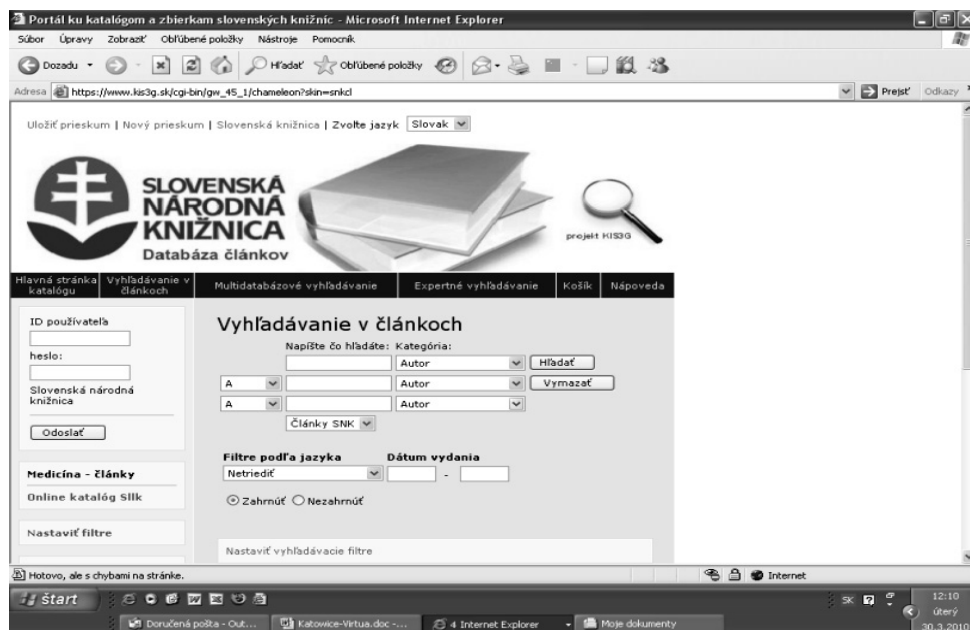 Portál ku katalógom a zbierkam slovenských knižníc - Microsoft Internet Explorer
Súbor Úpravy Zobraziť Obľúbené položky Nástroje Pomocník
Dozadu Hľadať Obľúbené položky
Adresa https://www.kis3g.sk/cgi-bin/gw_45_1/chameleon?skin=snkcl Prejsť Odkazy
Uložiť prieskum | Nový prieskum | Slovenská knižnica | Zvoľte jazyk Slovak
SLOVENSKÁ
NÁRODNÁ
KNIŽNICA
Databáza článkov
projekt KIS3G
Hlavná stránka katalógu Vyhľadávanie v článkoch Multidatabázové vyhľadávanie Expertné vyhľadávanie Košík Nápoveda
ID používateľa
heslo:
Slovenská národná
knižnica
Odoslať
Medicína - články
Online katalóg SllK
Nastaviť filtre
Vyhľadávanie v článkoch
Napíšte čo hľadáte: Kategória:
Autor Hľadať
A Autor Vymazať
A Autor
Články SNK
Filtre podľa jazyka Dátum vydania
Netriediť -
Zahrnúť Nezahrnúť
Nastaviť vyhľadávacie filtre
Hotovo, ale s chybami na stránke. Internet
štart SK 12:10
Doručená pošta - Out... Katowice-Virtua.doc -... 4 Internet Explorer Moje dokumenty úterý
30.3.2010